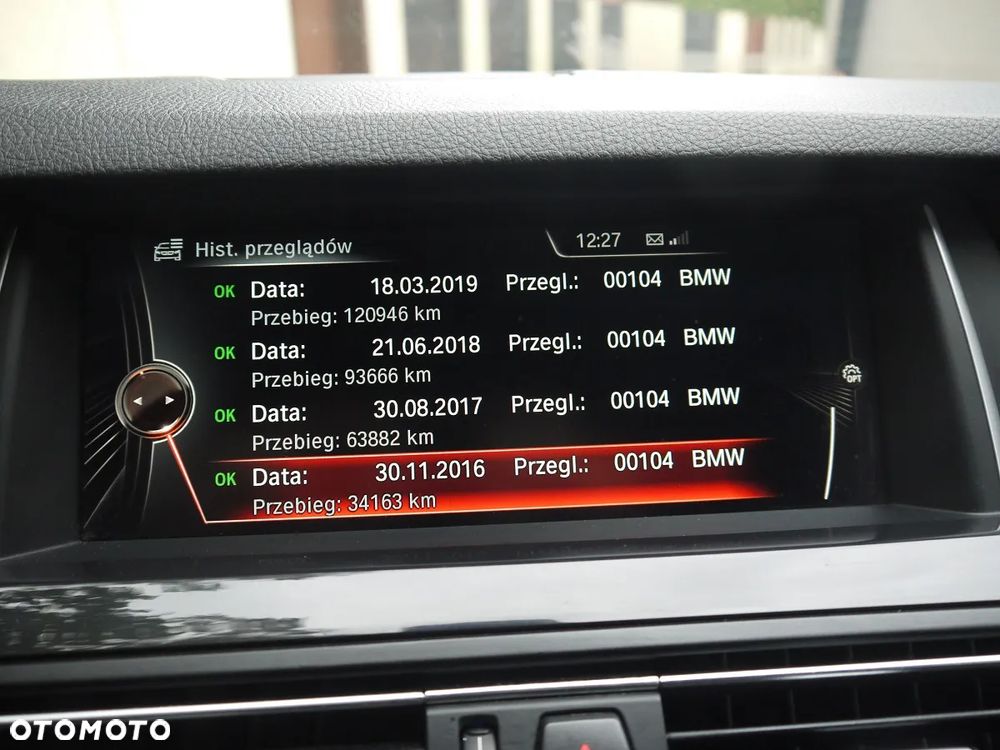 Hist. przeglądów
12:27
OK Data: 18.03.2019 Przegl.: 00104 BMW
Przebieg: 120946 km
OK Data: 21.06.2018 Przegl.: 00104 BMW
Przebieg: 93666 km
OK Data: 30.08.2017 Przegl.: 00104 BMW
Przebieg: 63882 km
OK Data: 30.11.2016 Przegl.: 00104 BMW
Przebieg: 34163 km
OPT
OTOMOTO